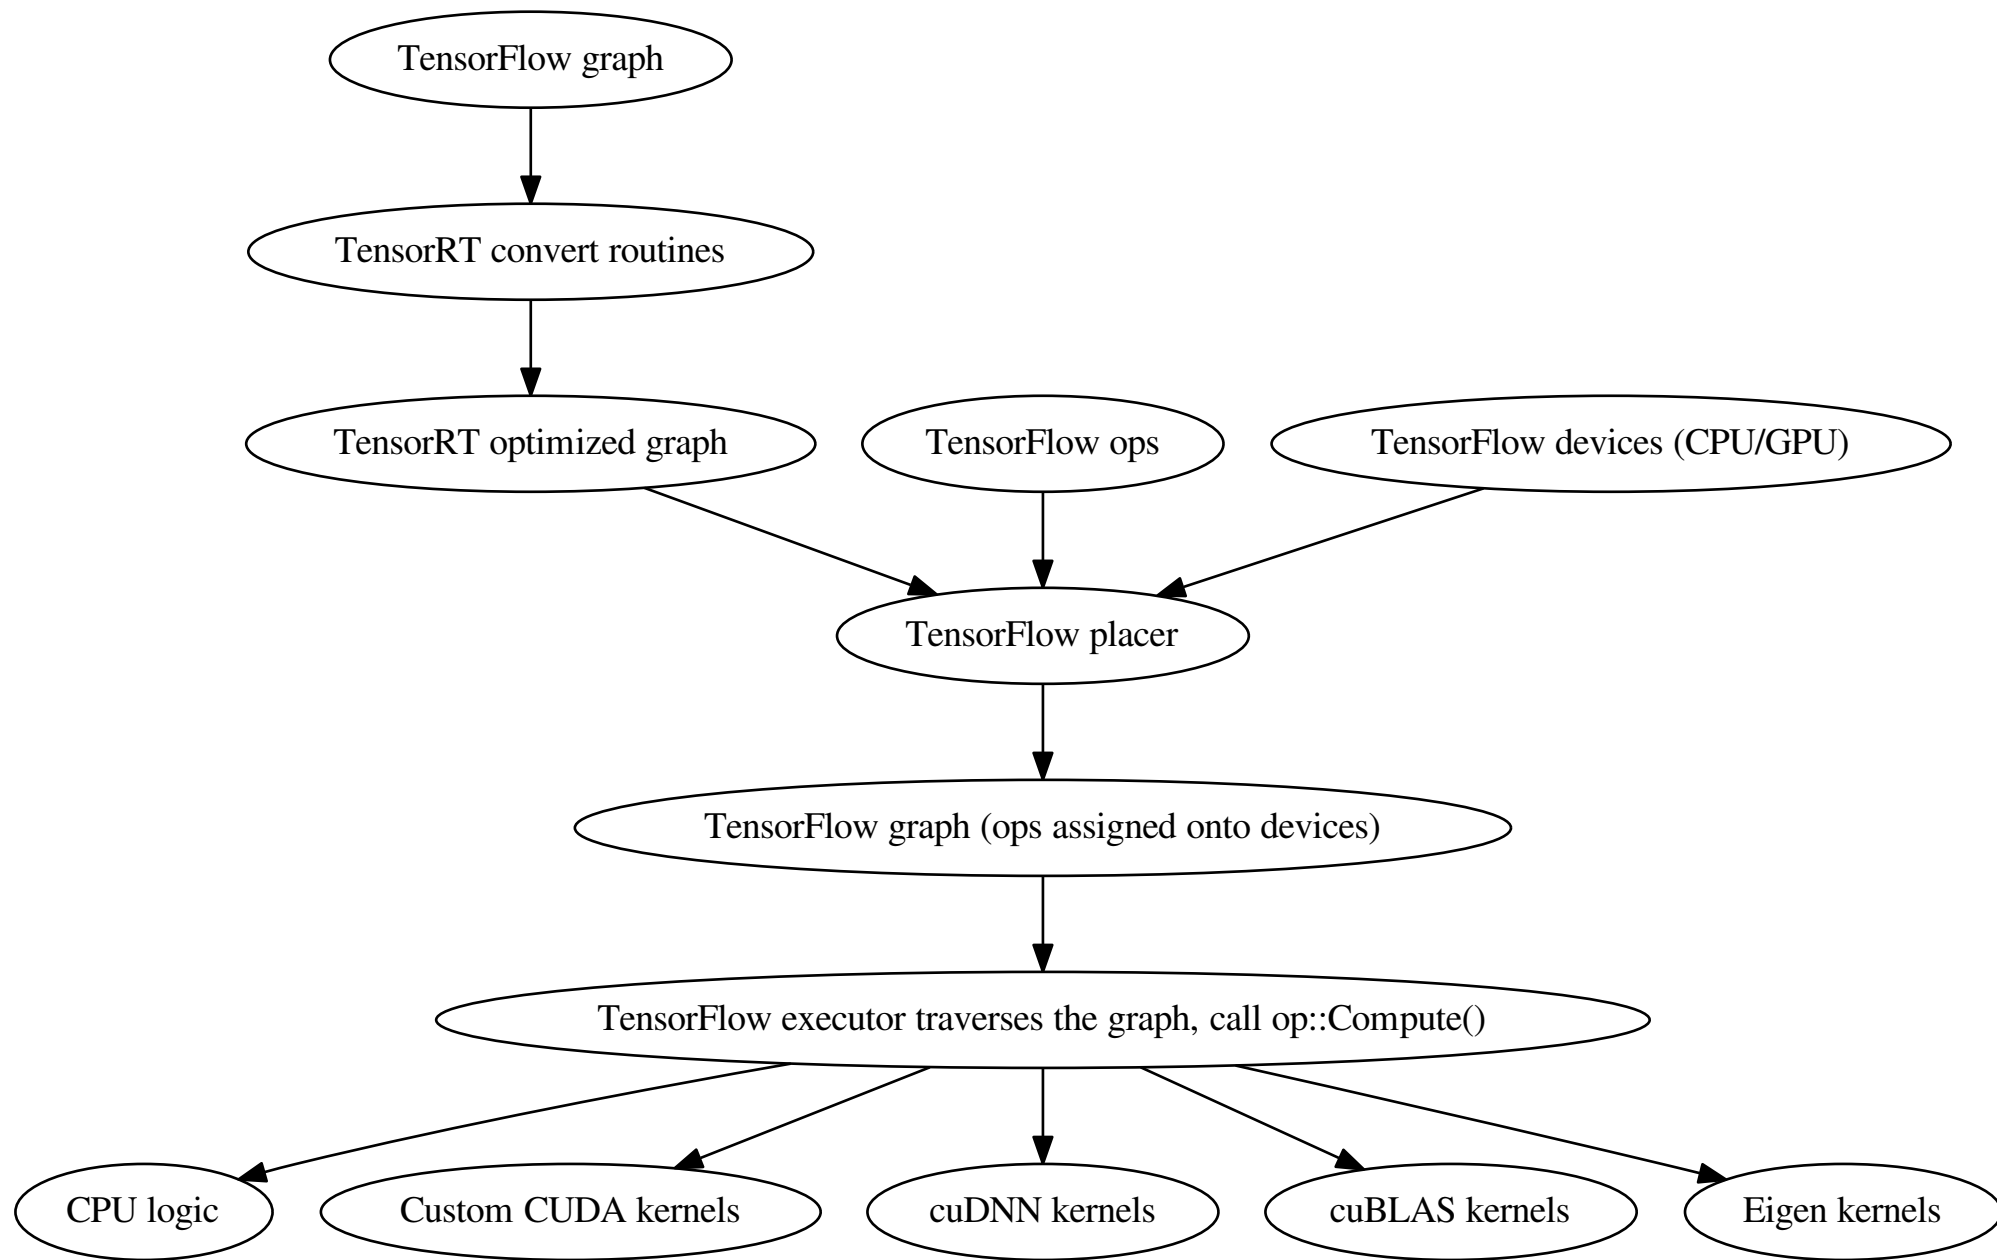 TensorFlow graph
TensorRT convert routines
TensorRT optimized graph
TensorFlow ops
TensorFlow devices (CPU/GPU)
TensorFlow placer
TensorFlow graph (ops assigned onto devices)
TensorFlow executor traverses the graph, call op::Compute()
CPU logic
Custom CUDA kernels
cuDNN kernels
cuBLAS kernels
Eigen kernels